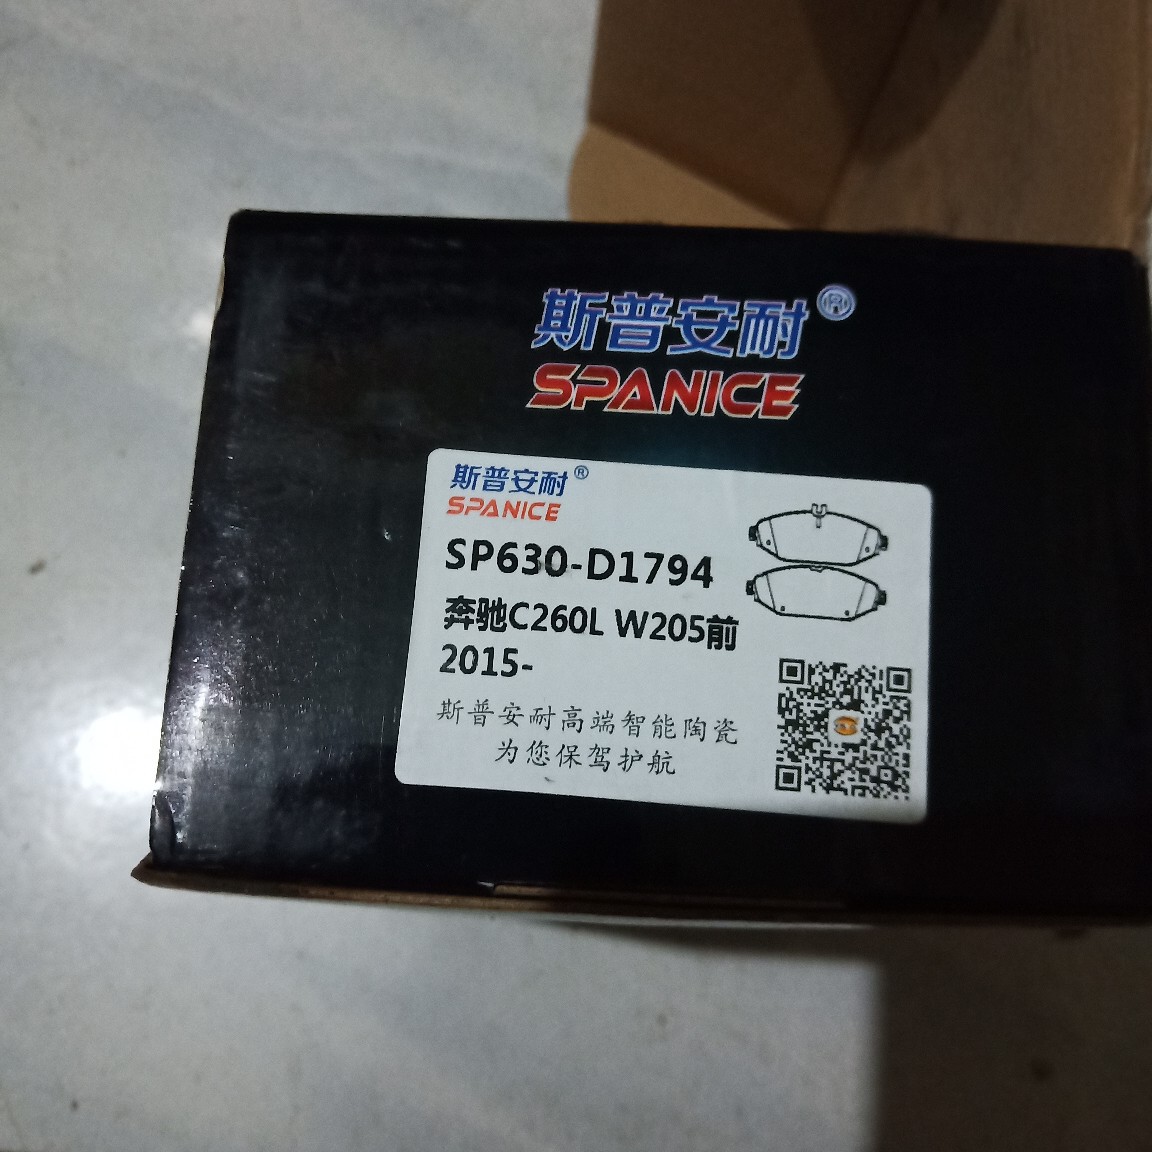 斯普安耐®
SPANICE
斯普安耐®
SPANICE
SP630-D1794
奔驰C260L W205前
2015-
斯普安耐高端智能陶瓷
为您保驾护航